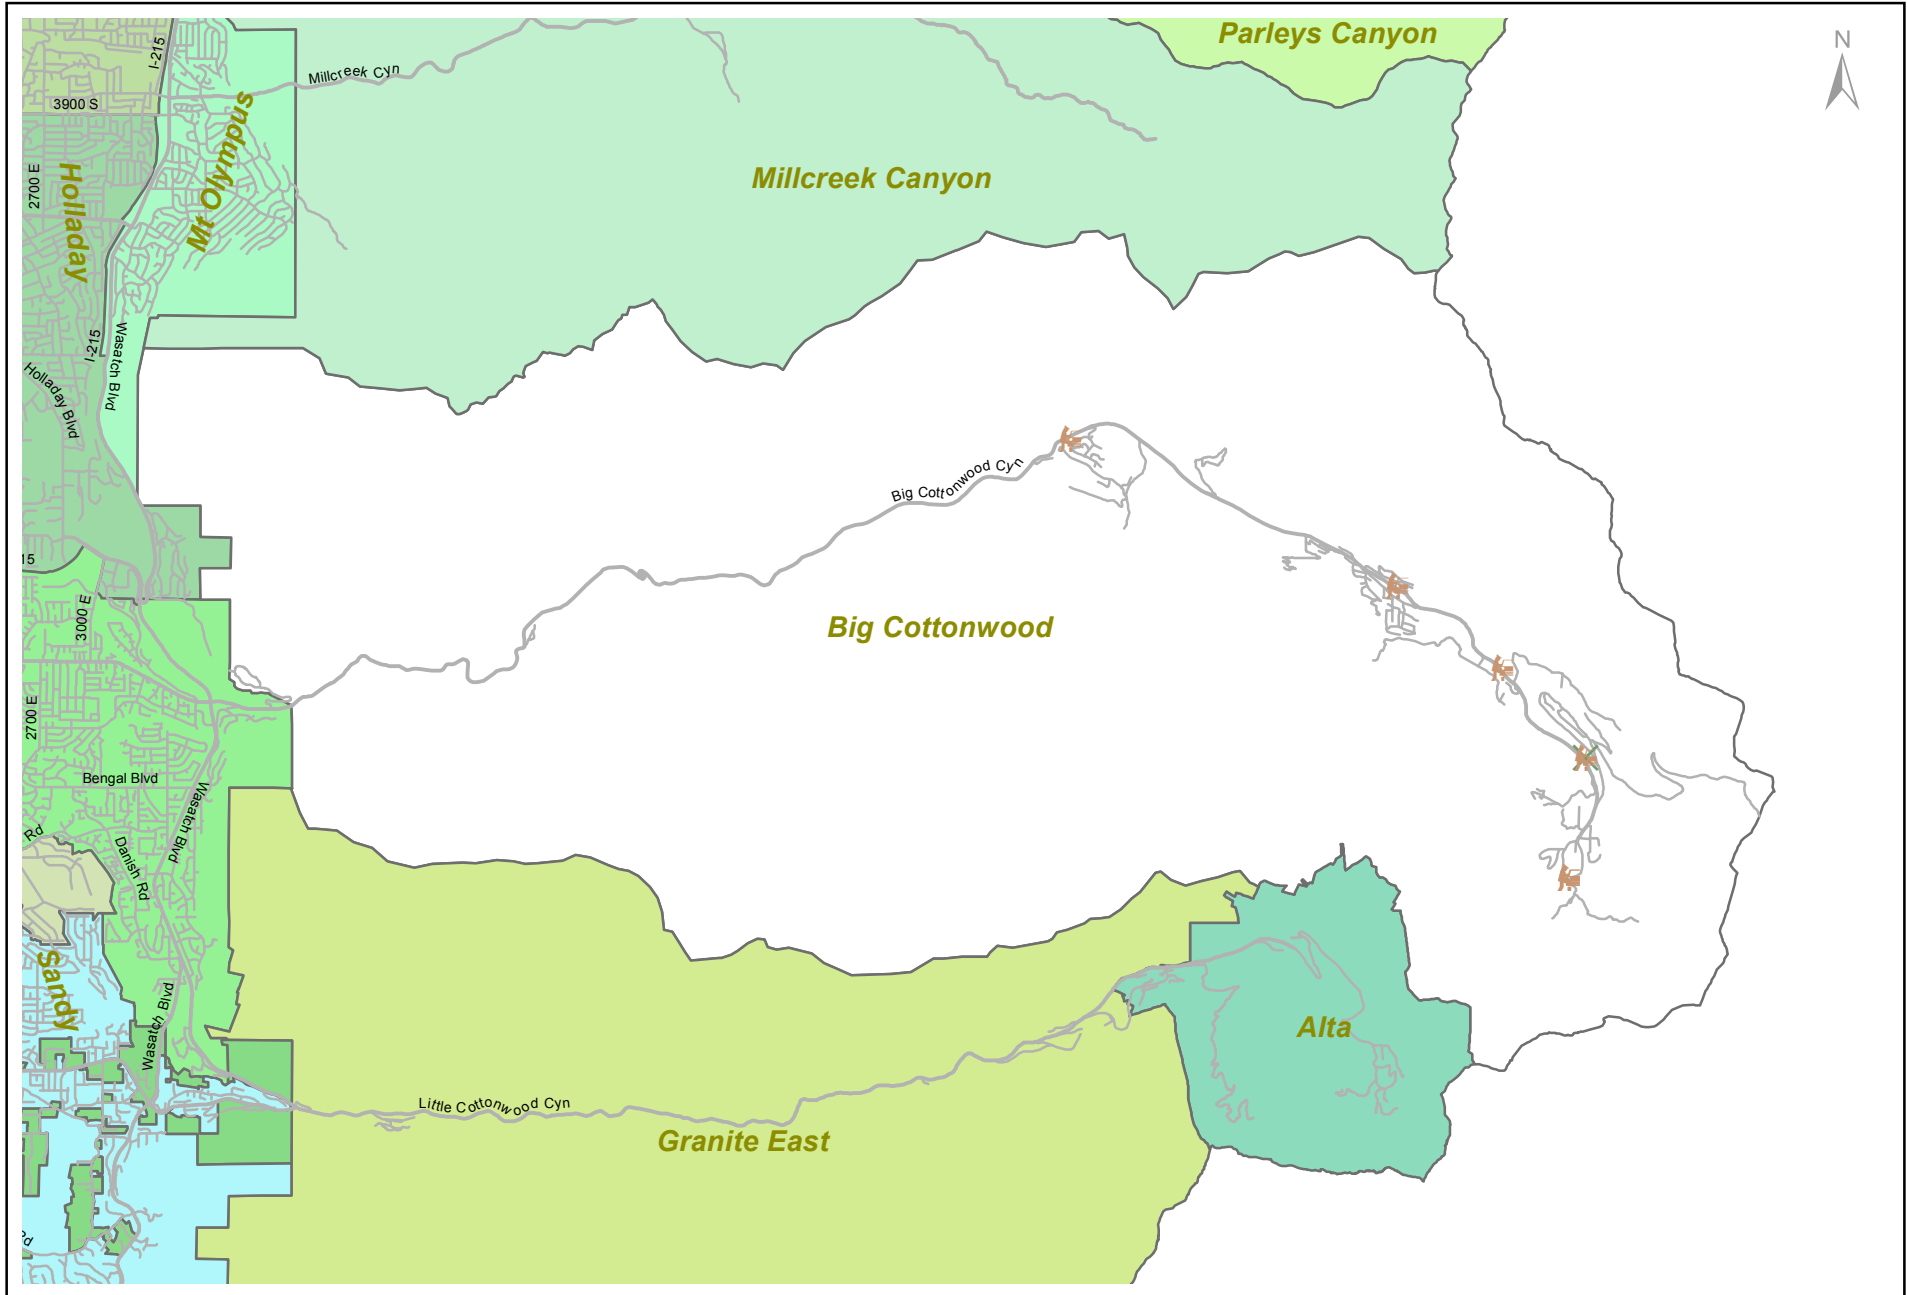 Parleys Canyon
N
I-215
Millcreek Cyn
3900 S
Mt Olympus
Holladay
2700 E
Millcreek Canyon
I-215
Wasatch Blvd
Holladay Blvd
Big Cottonwood Cyn
15
3000 E
Big Cottonwood
2700 E
Bengal Blvd
Wasatch Blvd
Rd
Danish Rd
Sandy
Wasatch Blvd
Alta
Little Cottonwood Cyn
Granite East
Rd